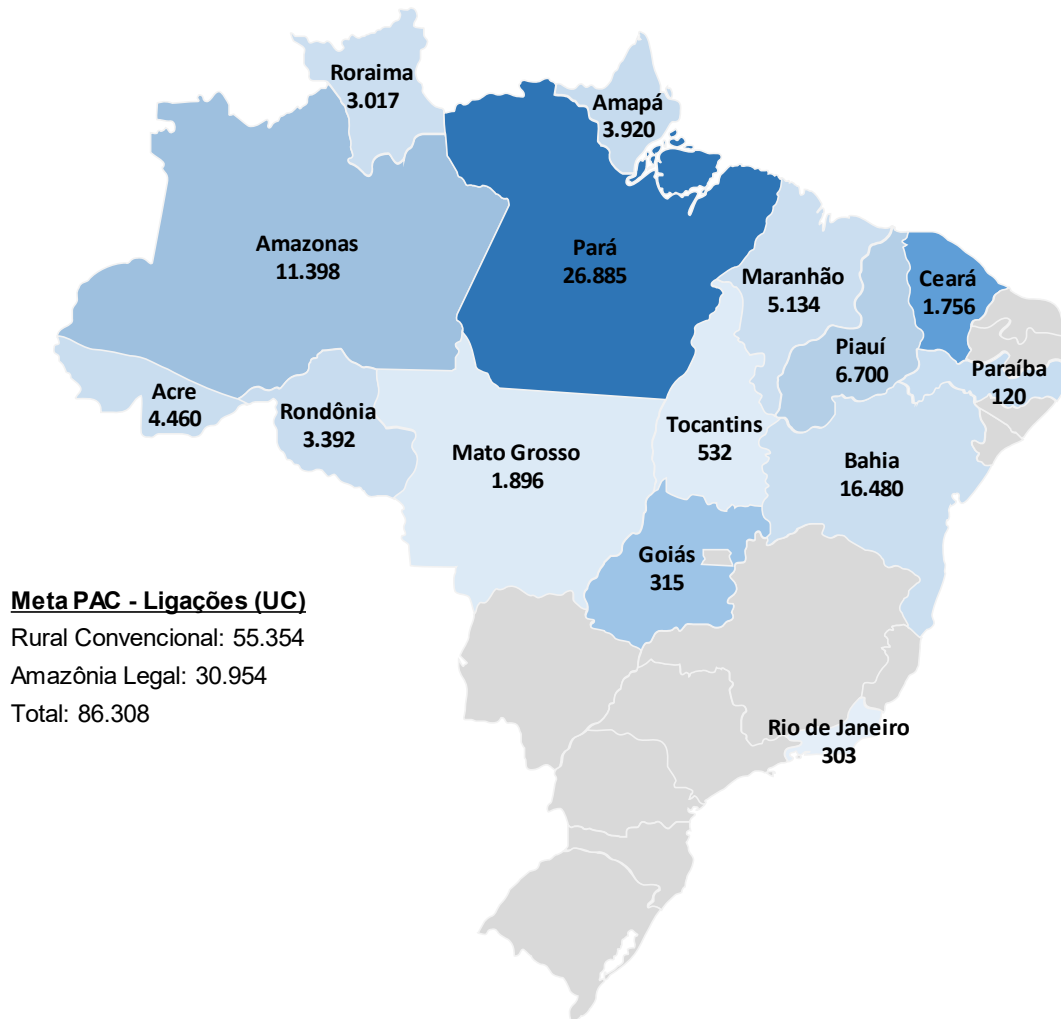 Roraima
3.017
Amapá
3.920
Amazonas
11.398
Pará
26.885
Maranhão
5.134
Ceará
1.756
Piauí
6.700
Paraíba
120
Acre
4.460
Rondônia
3.392
Mato Grosso
1.896
Tocantins
532
Bahia
16.480
Goiás
315
Meta PAC - Ligações (UC)
Rural Convencional: 55.354
Amazônia Legal: 30.954
Total: 86.308
Rio de Janeiro
303